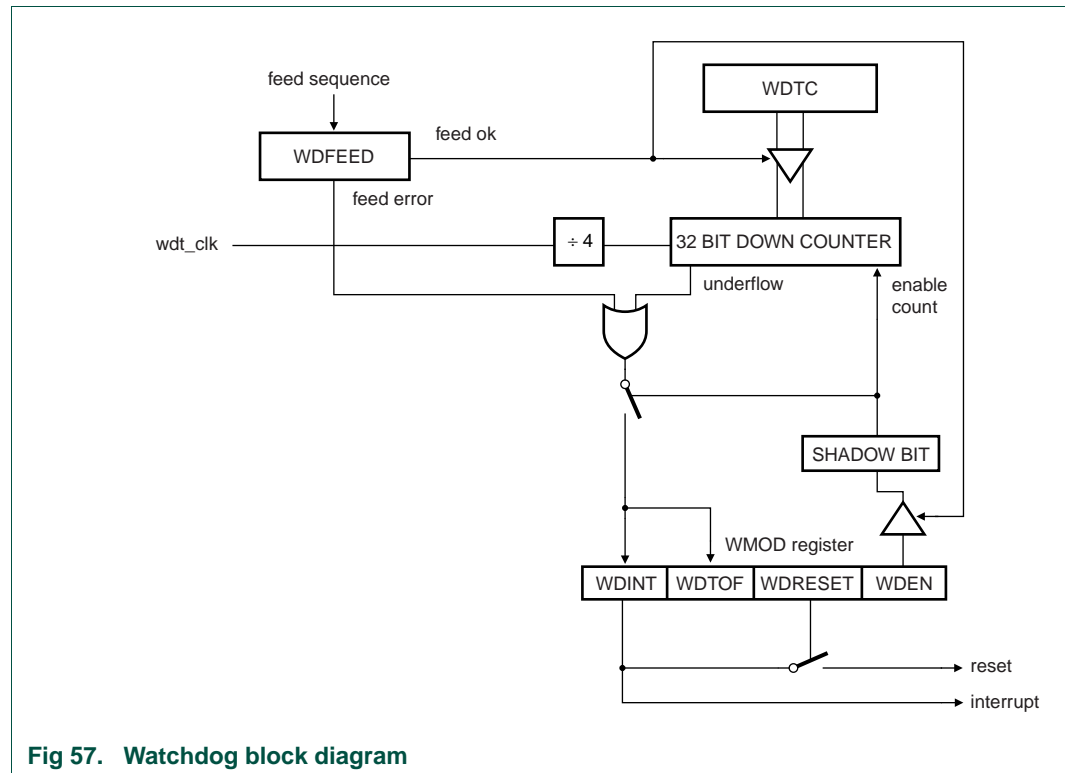 feed sequence
WDTC
feed ok
WDFEED
feed error
wdt_clk
÷ 4
32 BIT DOWN COUNTER
underflow
enable
count
SHADOW BIT
WMOD register
WDINT
WDTOF
WDRESET
WDEN
reset
interrupt
Fig 57. Watchdog block diagram